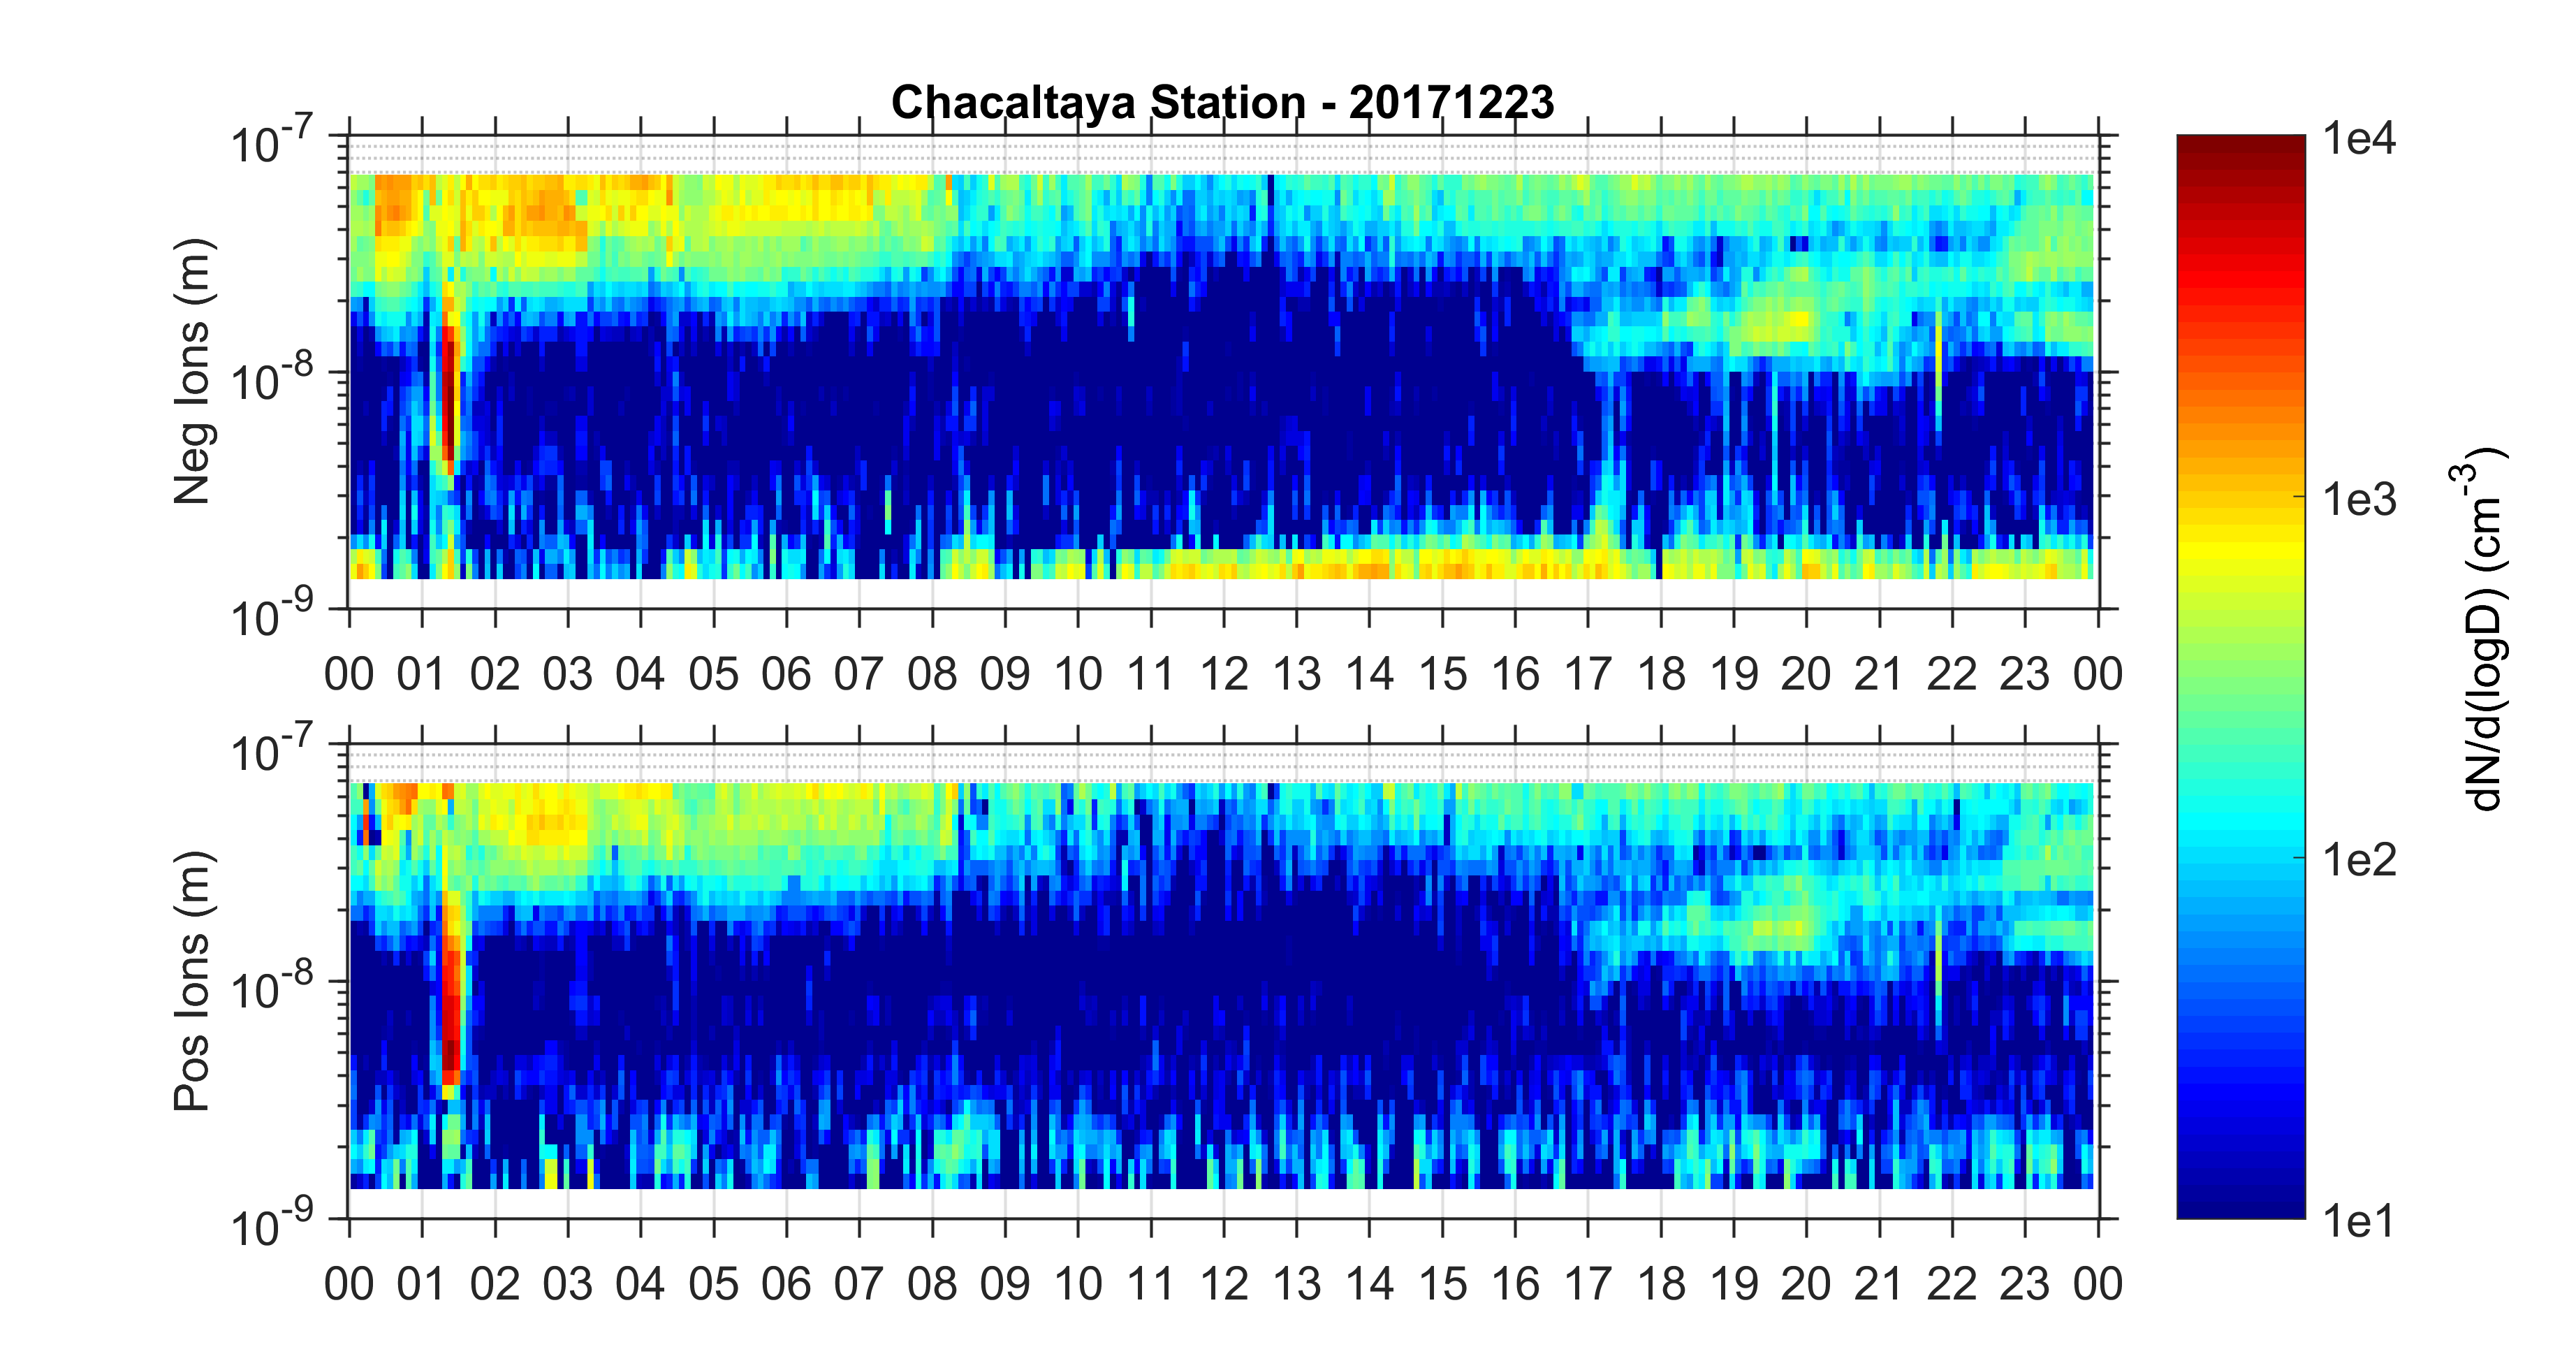 Chacaltaya Station - 20171223
10-7
10-8
10-9
Neg Ions (m)
00 01 02 03 04 05 06 07 08 09 10 11 12 13 14 15 16 17 18 19 20 21 22 23 00
10-7
10-8
10-9
Pos Ions (m)
00 01 02 03 04 05 06 07 08 09 10 11 12 13 14 15 16 17 18 19 20 21 22 23 00
1e4
1e3
1e2
1e1
dN/d(logD) (cm-3)